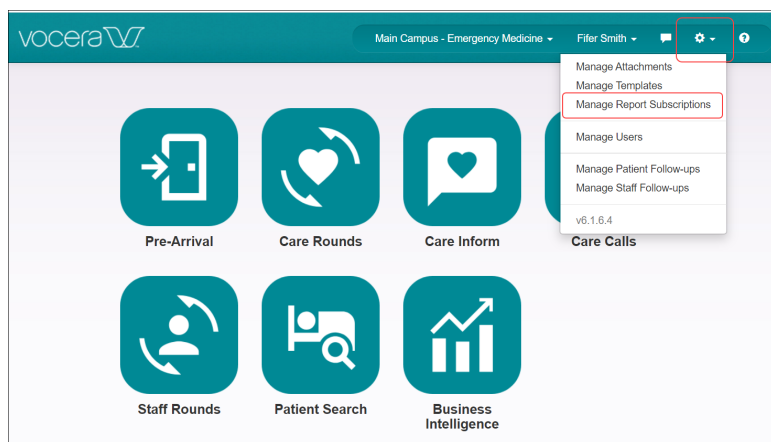 vocera
Main Campus - Emergency Medicine
Fifer Smith
Manage Attachments
Manage Templates
Manage Report Subscriptions
Manage Users
Manage Patient Follow-ups
Manage Staff Follow-ups
v6.1.6.4
Pre-Arrival
Care Rounds
Care Inform
Care Calls
Staff Rounds
Patient Search
Business
Intelligence